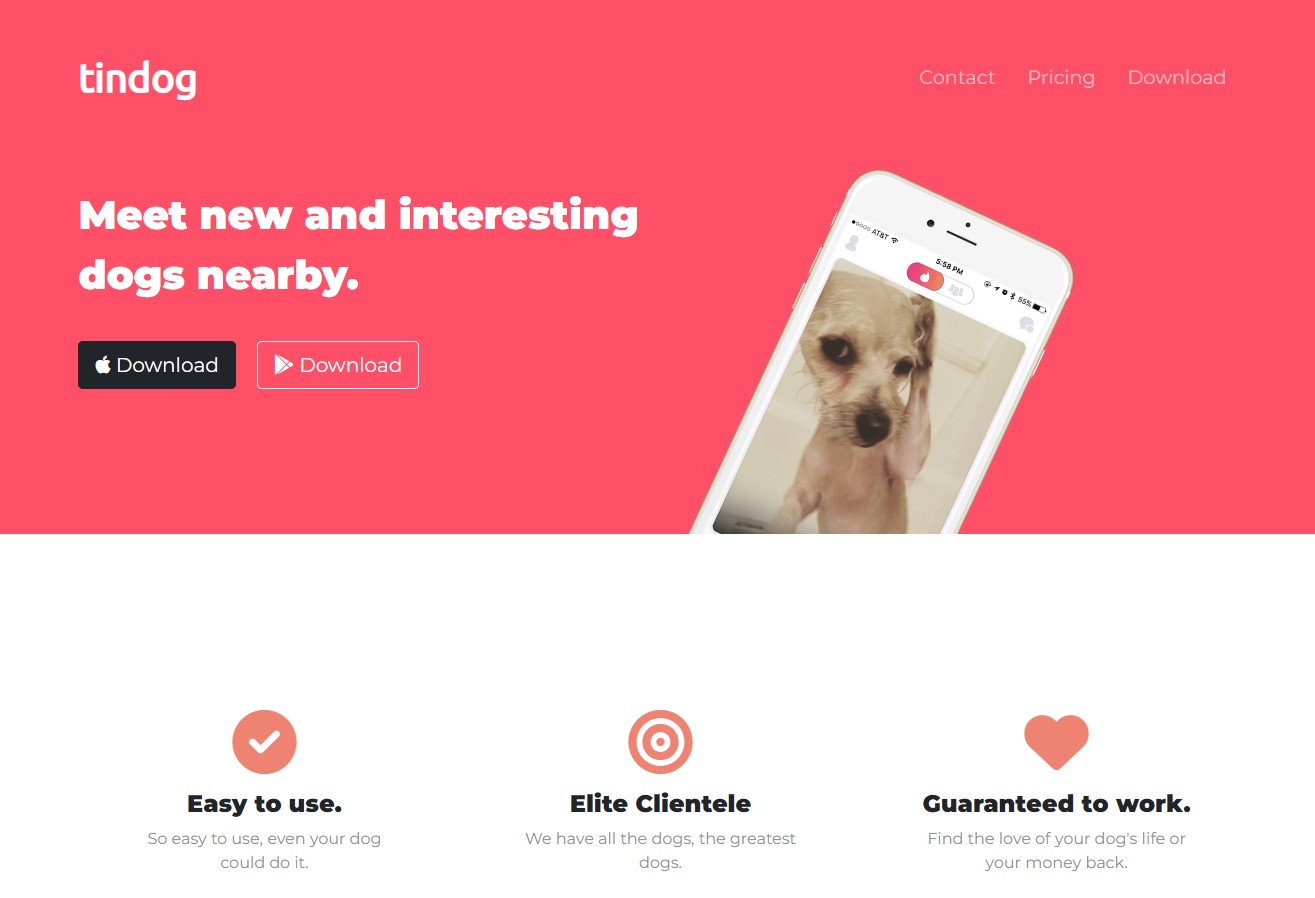 tindog
Contact Pricing Download
Meet new and interesting
dogs nearby.
Download Download
AT&T
5:58 PM
55%
Easy to use.
So easy to use, even your dog
could do it.
Elite Clientele
We have all the dogs, the greatest
dogs.
Guaranteed to work.
Find the love of your dog's life or
your money back.